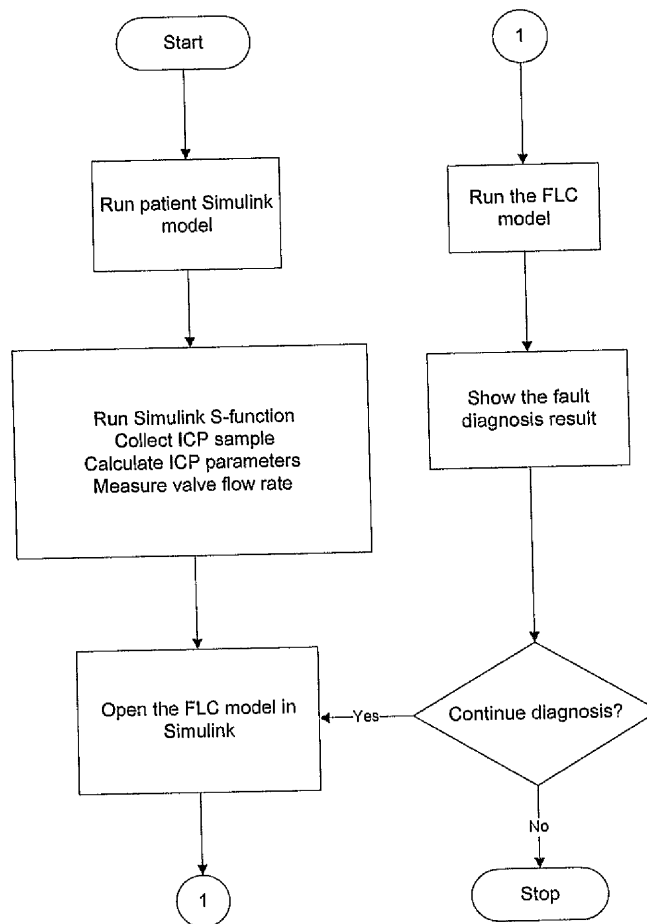 Start
Run patient Simulink
model
Run Simulink S-function
Collect ICP sample
Calculate ICP parameters
Measure valve flow rate
Open the FLC model in
Simulink
1
1
Run the FLC
model
Show the fault
diagnosis result
Continue diagnosis?
Yes
No
Stop